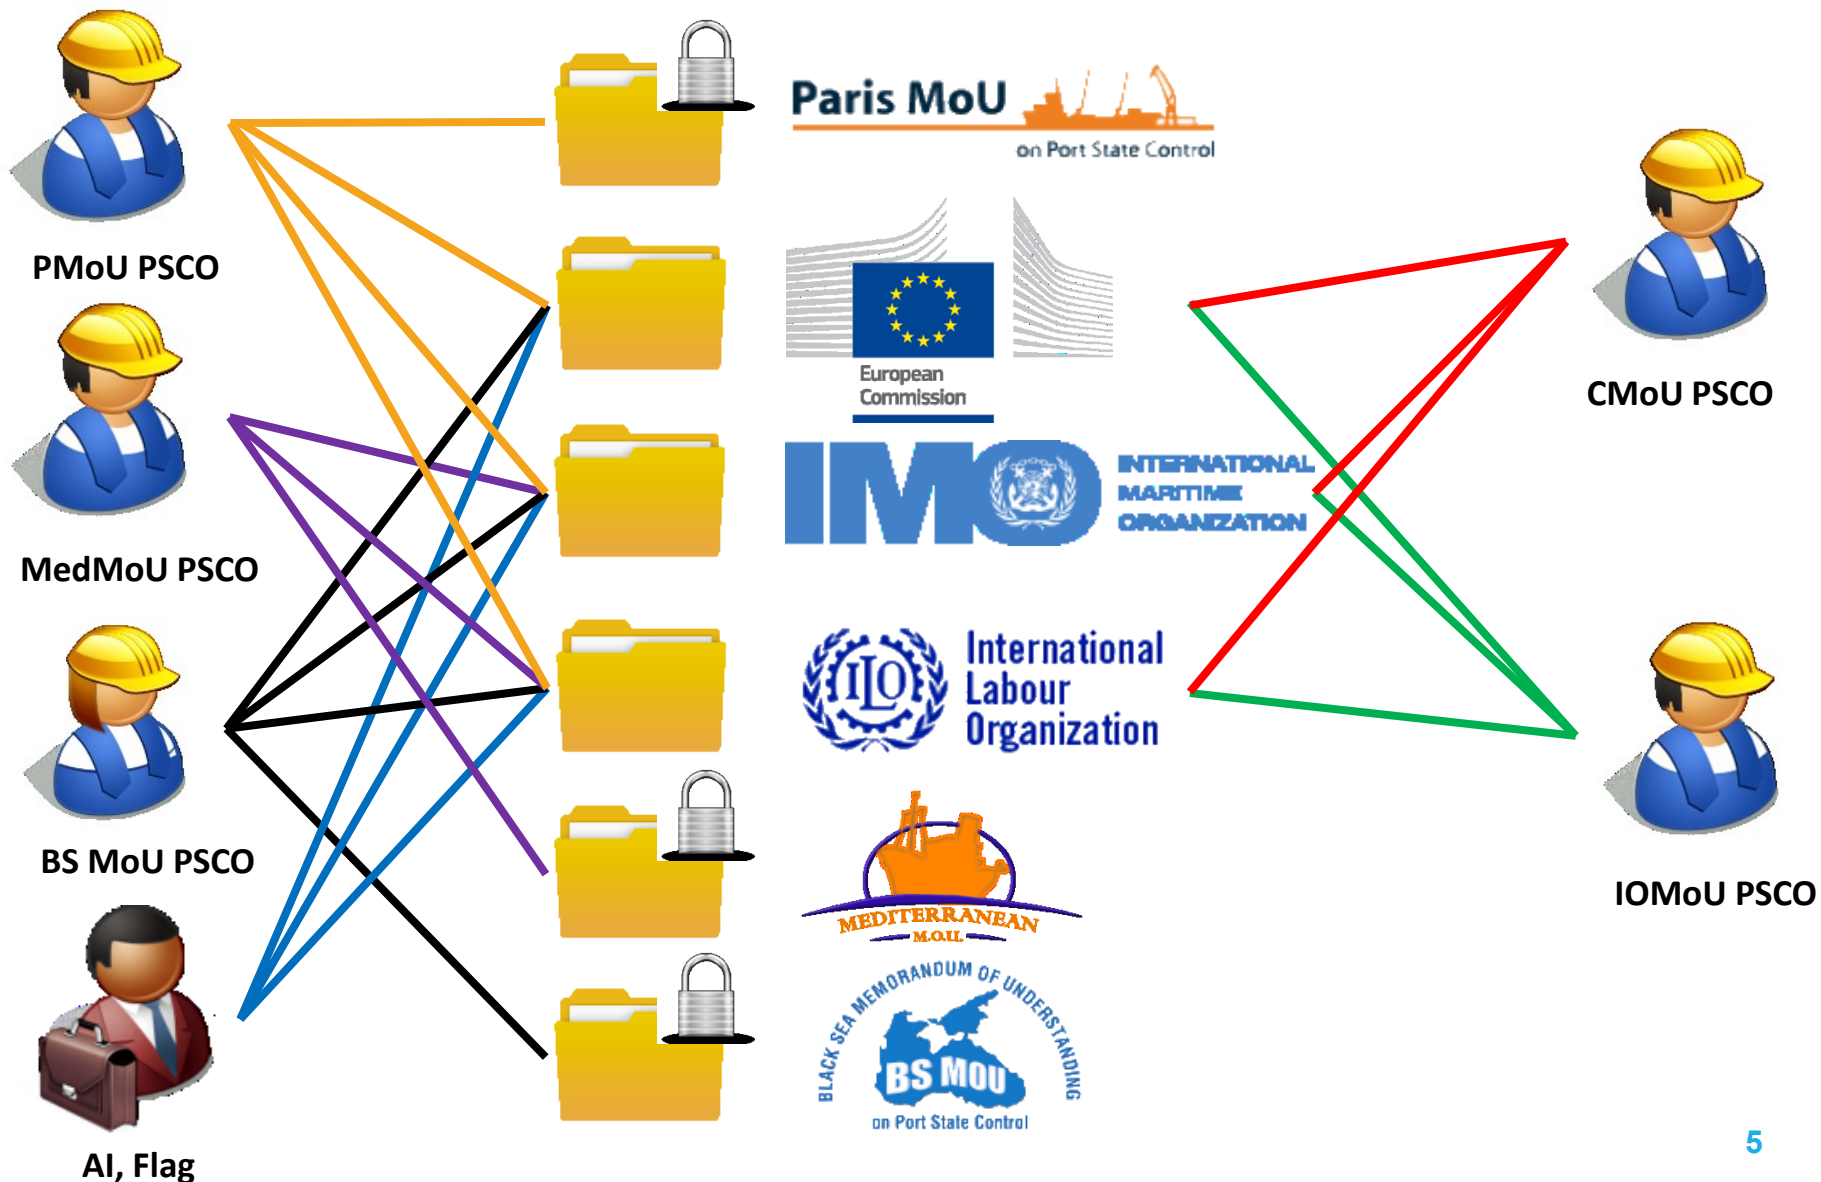 Paris MoU
on Port State Control
PMoU PSCO
European
Commission
CMoU PSCO
IMO
INTERNATIONAL
MARITIME
ORGANIZATION
MedMoU PSCO
ILO
International
Labour
Organization
BS MoU PSCO
MEDITERRANEAN
M.O.U.
IOMoU PSCO
BLACK SEA MEMORANDUM OF UNDERSTANDING
BS MOU
on Port State Control
AI, Flag
5